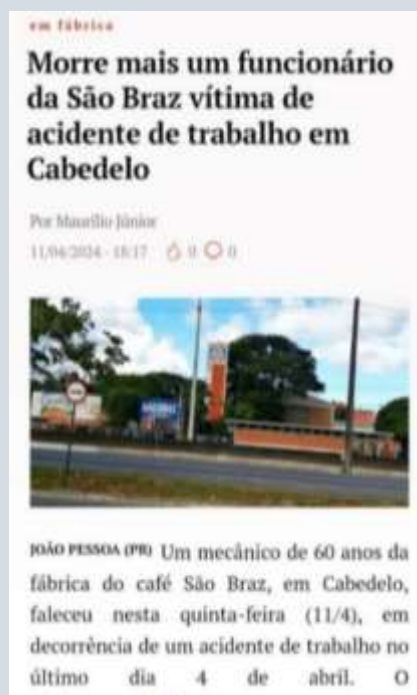 em fábrica
Morre mais um funcionário
da São Braz vítima de
acidente de trabalho em
Cabedelo
Por Maurílio Júnior
11/04/2024 - 18:17 0 0
JOÃO PESSOA (PB) Um mecânico de 60 anos da
fábrica do café São Braz, em Cabedelo,
faleceu nesta quinta-feira (11/4), em
decorrência de um acidente de trabalho no
último dia 4 de abril. O